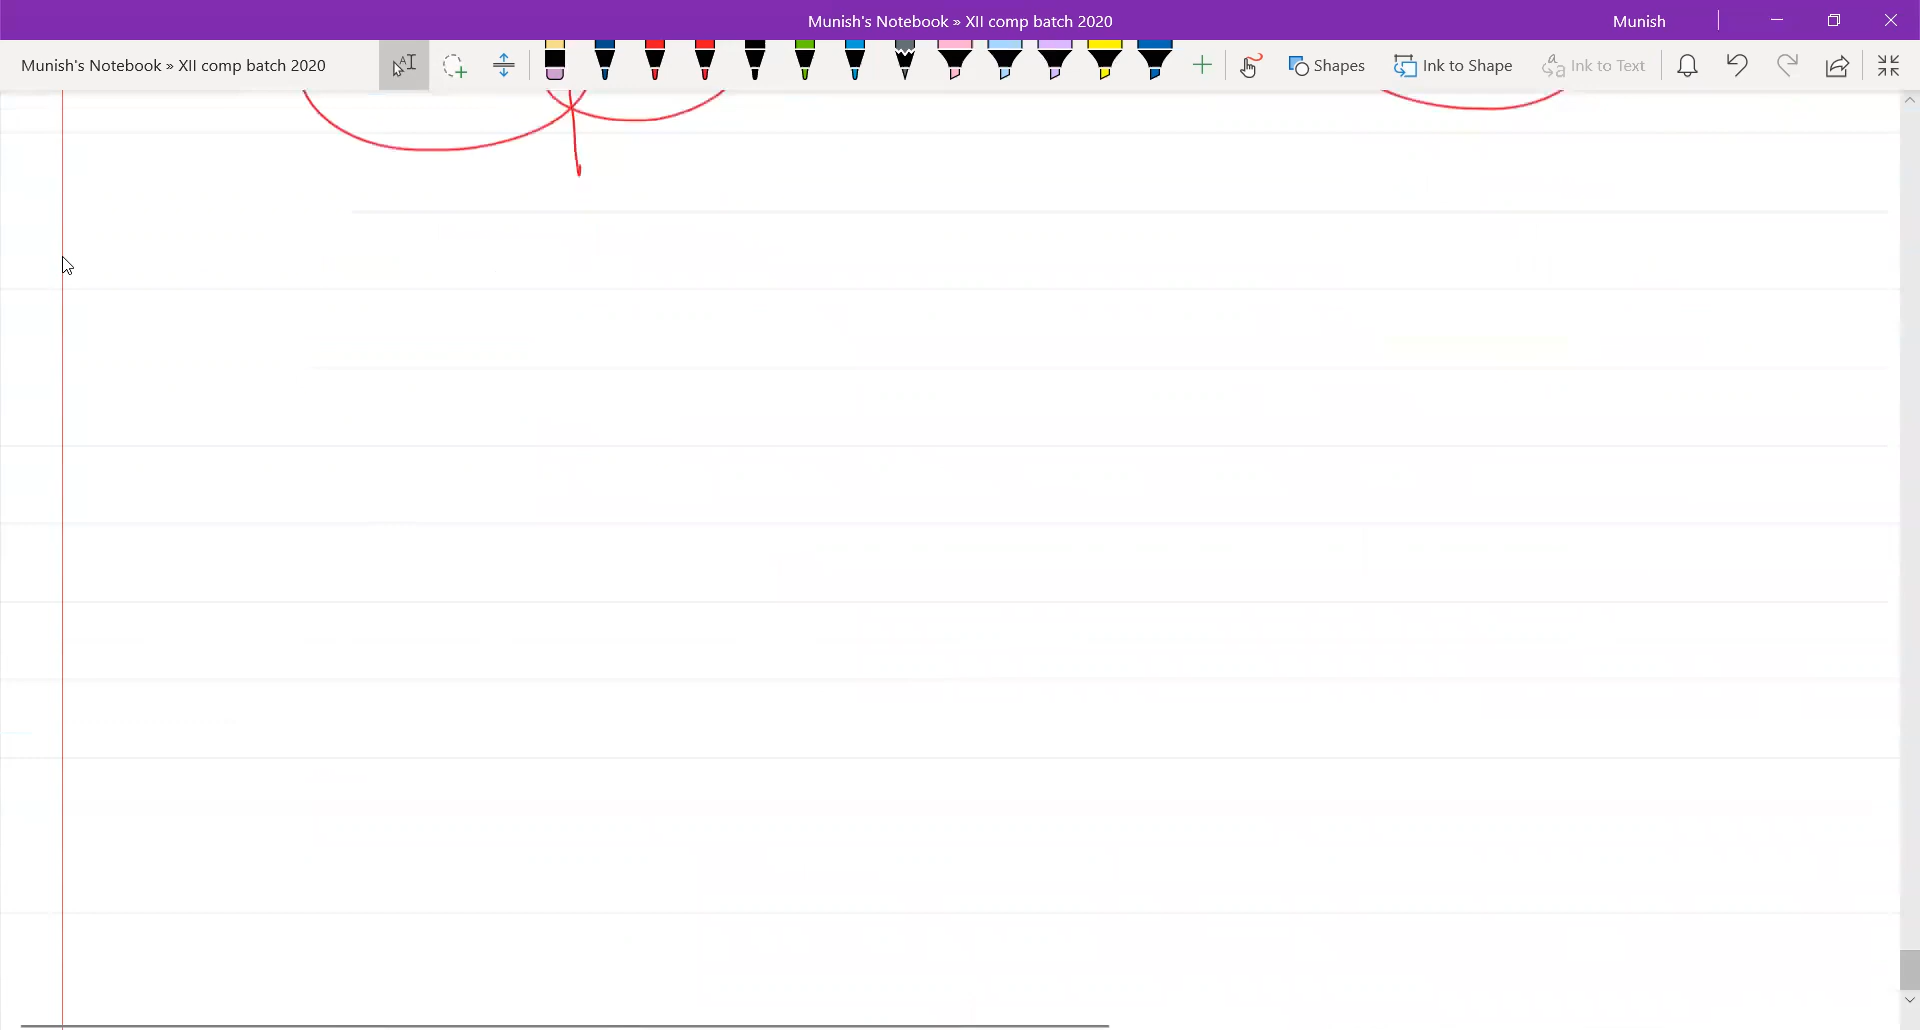 Munish's Notebook » XII comp batch 2020
Munish
Munish's Notebook » XII comp batch 2020
Shapes
Ink to Shape
Ink to Text